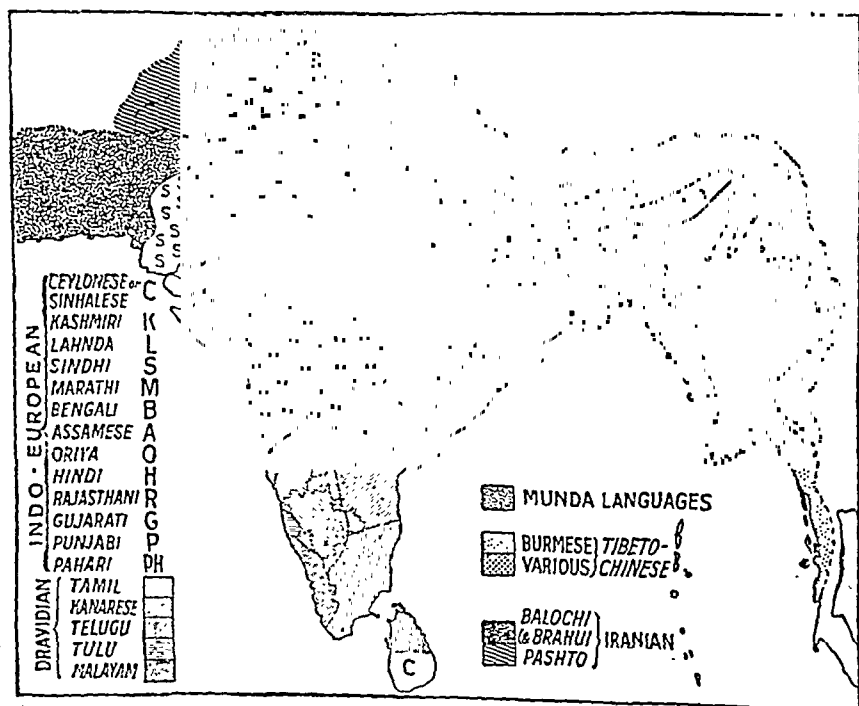 S
S
S
S
S
S
INDO-EUROPEAN
CEYLONESE or
SINHALESE C
KASHMIRI K
LAHNDA L
SINDHI S
MARATHI M
BENGALI B
ASSAMESE A
ORIYA O
HINDI H
RAJASTHANI R
GUJARATI G
PUNJABI P
PAHARI PH
DRAVIDIAN
TAMIL
KANARESE
TELUGU
TULU
MALAYAM
C
MUNDA LANGUAGES
BURMESE TIBETO-
VARIOUS CHINESE
BALOCHI
(& BRAHUI IRANIAN
PASHTO